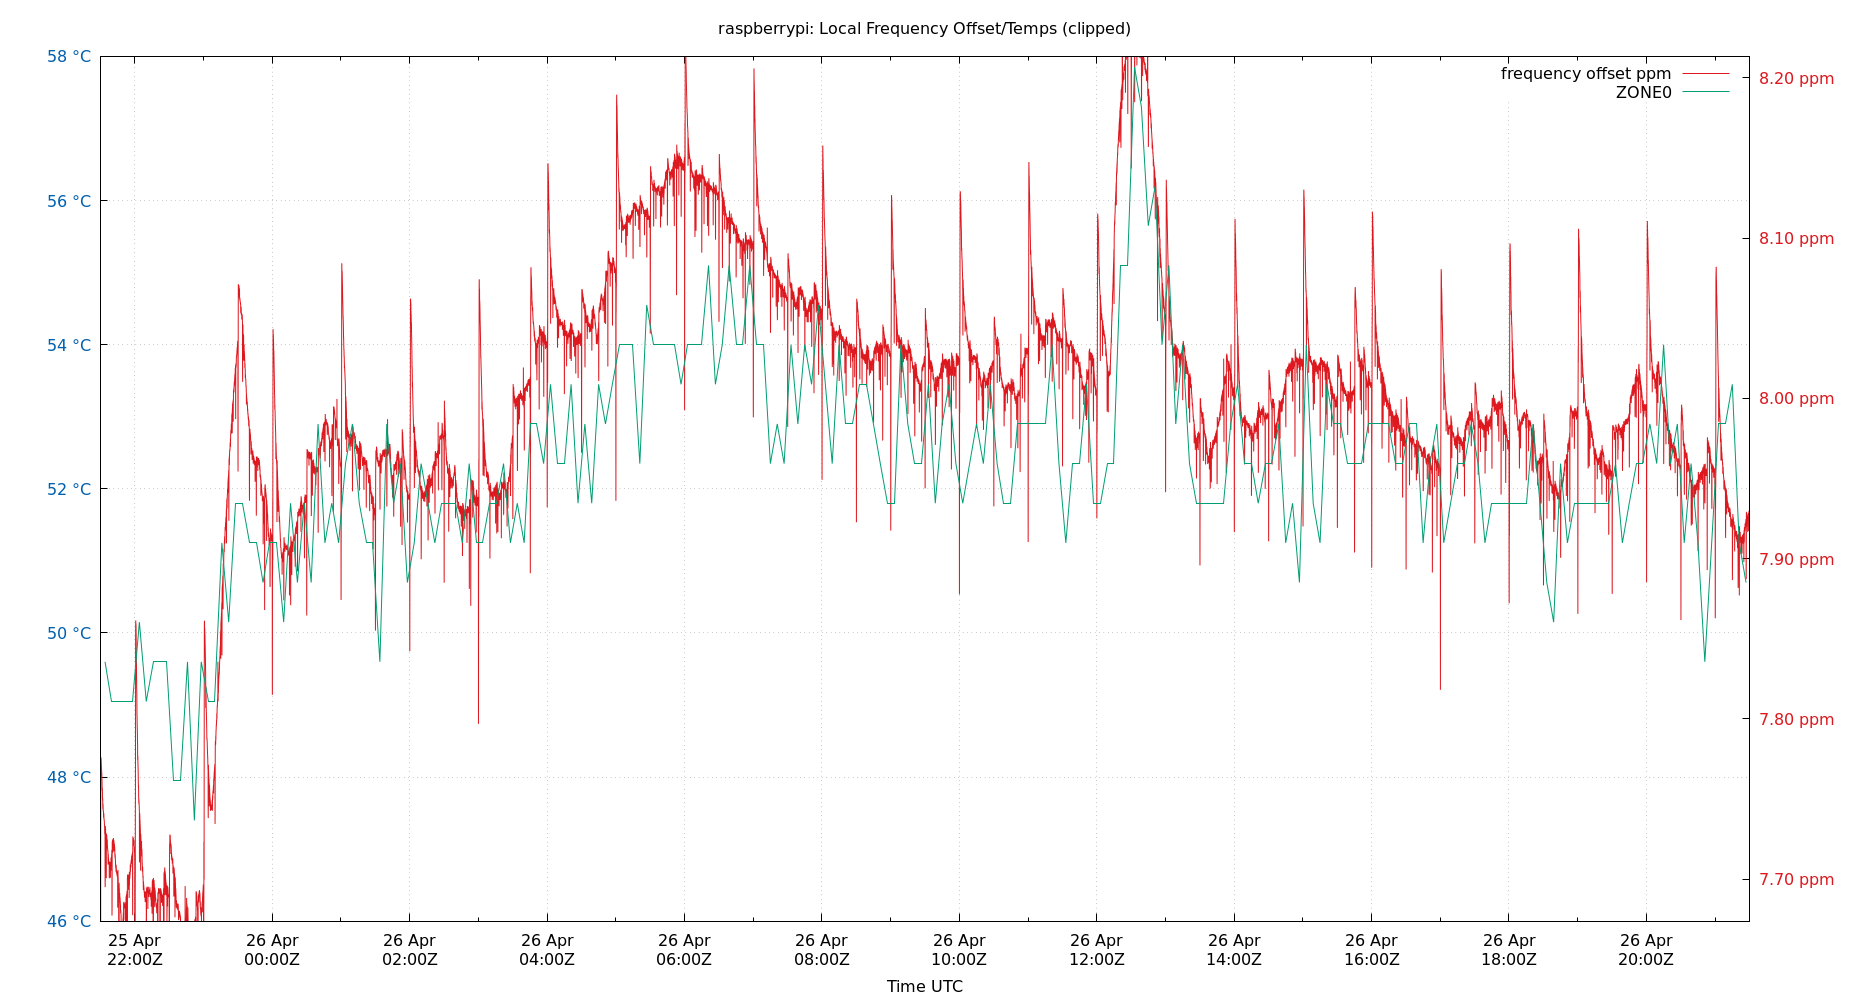 raspberrypi: Local Frequency Offset/Temps (clipped)
frequency offset ppm
ZONE0
58 °C
56 °C
54 °C
52 °C
50 °C
48 °C
46 °C
8.20 ppm
8.10 ppm
8.00 ppm
7.90 ppm
7.80 ppm
7.70 ppm
25 Apr
22:00Z
26 Apr
00:00Z
26 Apr
02:00Z
26 Apr
04:00Z
26 Apr
06:00Z
26 Apr
08:00Z
26 Apr
10:00Z
26 Apr
12:00Z
26 Apr
14:00Z
26 Apr
16:00Z
26 Apr
18:00Z
26 Apr
20:00Z
Time UTC